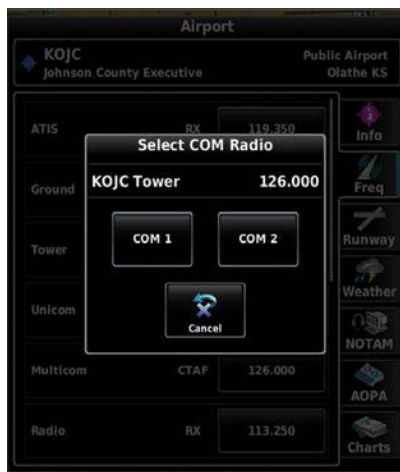 Airport
KOJC Public Airport
Johnson County Executive Olathe KS
ATIS RX 119.350
Info
Select COM Radio
KOJC Tower 126.000
Ground
Freq
COM 1 COM 2
Tower
Runway
Weather
Unicom
Cancel
NOTAM
Multicom CTAF 126.000
AOPA
Radio RX 113.250
Charts